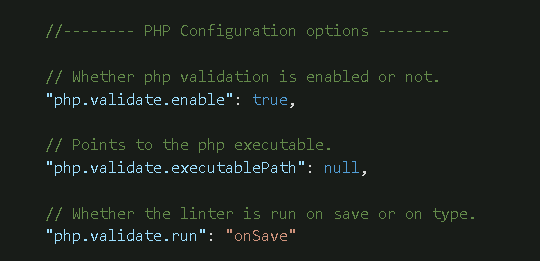 //-------- PHP Configuration options --------
// Whether php validation is enabled or not.
"php.validate.enable": true,
// Points to the php executable.
"php.validate.executablePath": null,
// Whether the linter is run on save or on type.
"php.validate.run": "onSave"